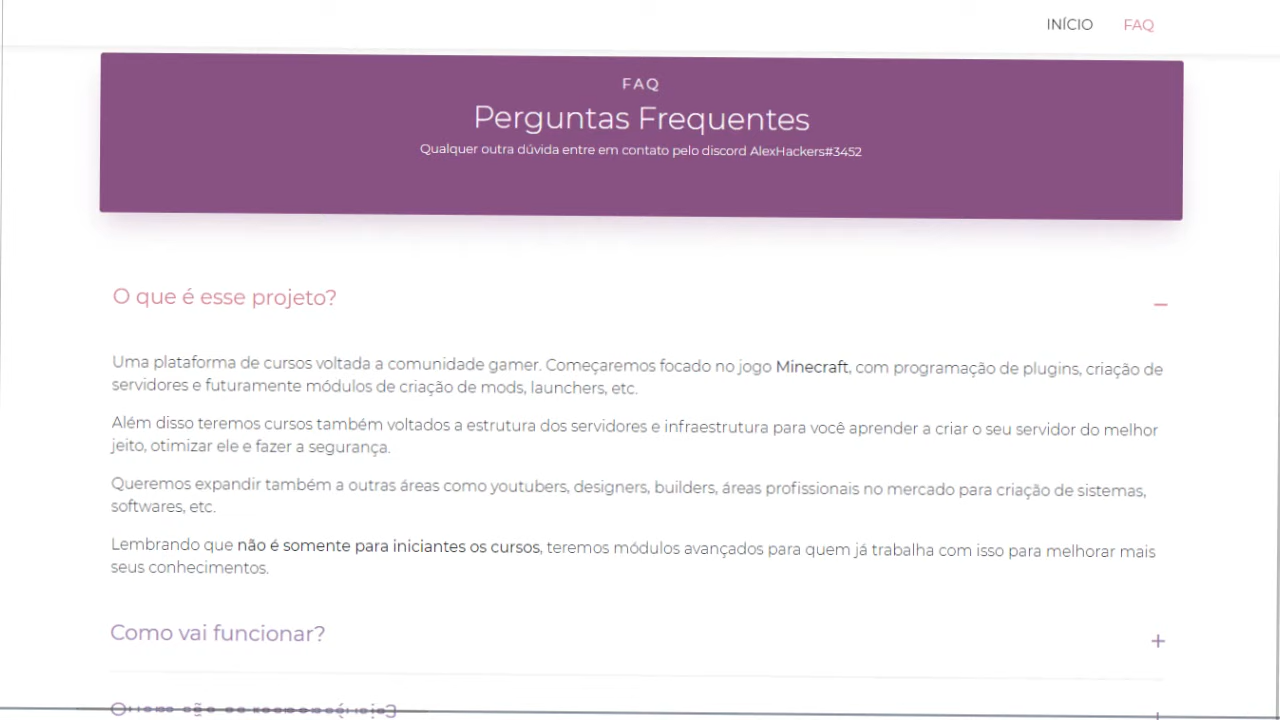 INÍCIO FAQ
FAQ
Perguntas Frequentes
Qualquer outra dúvida entre em contato pelo discord AlexHackers#3452
O que é esse projeto?
Uma plataforma de cursos voltada a comunidade gamer. Começaremos focado no jogo Minecraft, com programação de plugins, criação de
servidores e futuramente módulos de criação de mods, launchers, etc.
Além disso teremos cursos também voltados a estrutura dos servidores e infraestrutura para você aprender a criar o seu servidor do melhor
jeito, otimizar ele e fazer a segurança.
Queremos expandir também a outras áreas como youtubers, designers, builders, áreas profissionais no mercado para criação de sistemas,
softwares, etc.
Lembrando que não é somente para iniciantes os cursos, teremos módulos avançados para quem já trabalha com isso para melhorar mais
seus conhecimentos.
Como vai funcionar?